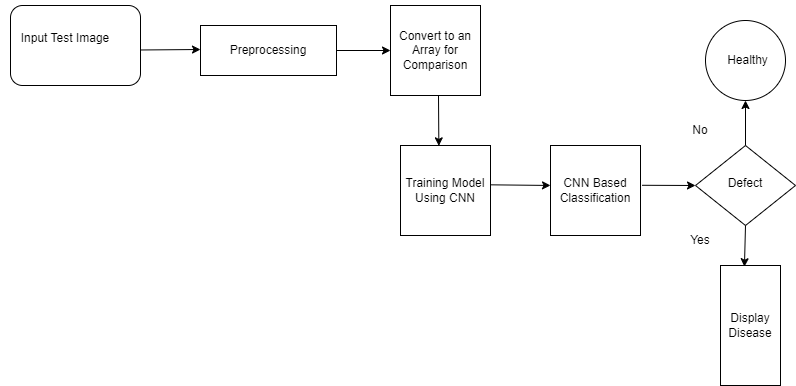 Input Test Image
Preprocessing
Convert to an
Array for
Comparison
Healthy
No
Training Model
Using CNN
CNN Based
Classification
Defect
Yes
Display
Disease